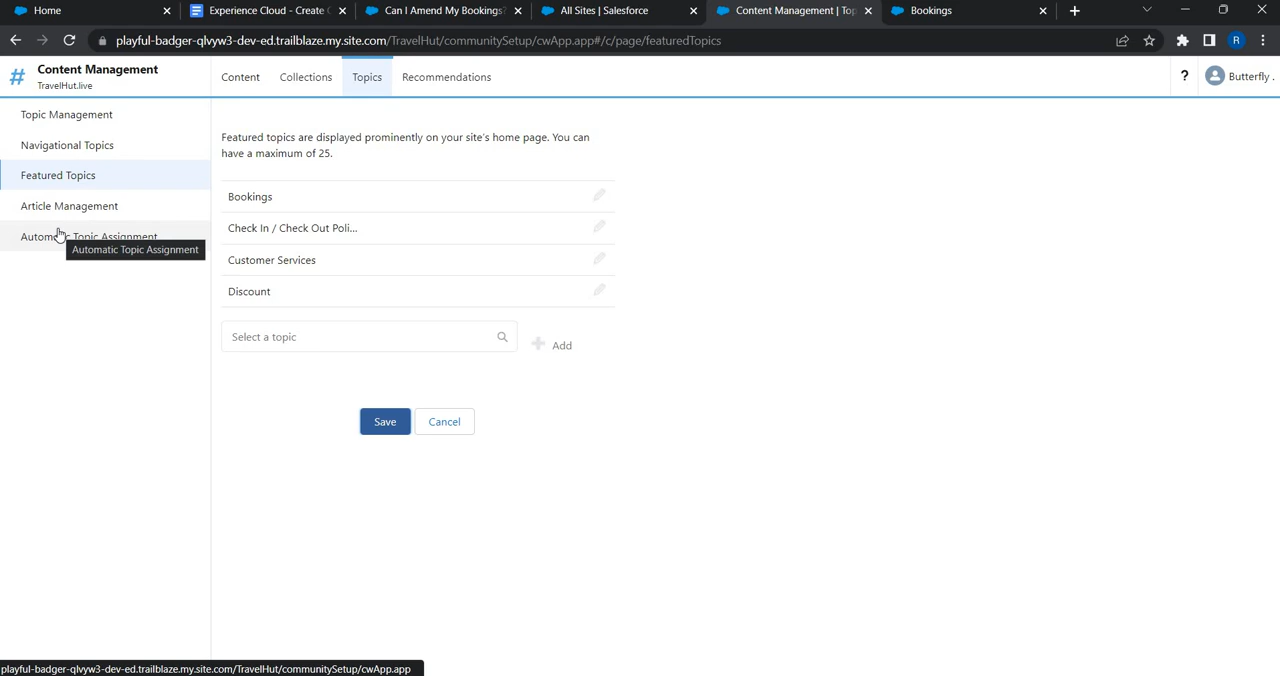 Home
Experience Cloud - Create
Can I Amend My Bookings?
All Sites | Salesforce
Content Management | Top
Bookings
playful-badger-qlvyw3-dev-ed.trailblaze.my.site.com/TravelHut/communitySetup/cwApp.app#/c/page/featuredTopics
R
# Content Management
TravelHut.live
Content
Collections
Topics
Recommendations
?
Butterfly .
Topic Management
Navigational Topics
Featured Topics
Article Management
Automatic Topic Assignment
Automatic Topic Assignment
Featured topics are displayed prominently on your site's home page. You can
have a maximum of 25.
Bookings
Check In / Check Out Poli...
Customer Services
Discount
Select a topic
Add
Save
Cancel
playful-badger-qlvyw3-dev-ed.trailblaze.my.site.com/TravelHut/communitySetup/cwApp.app